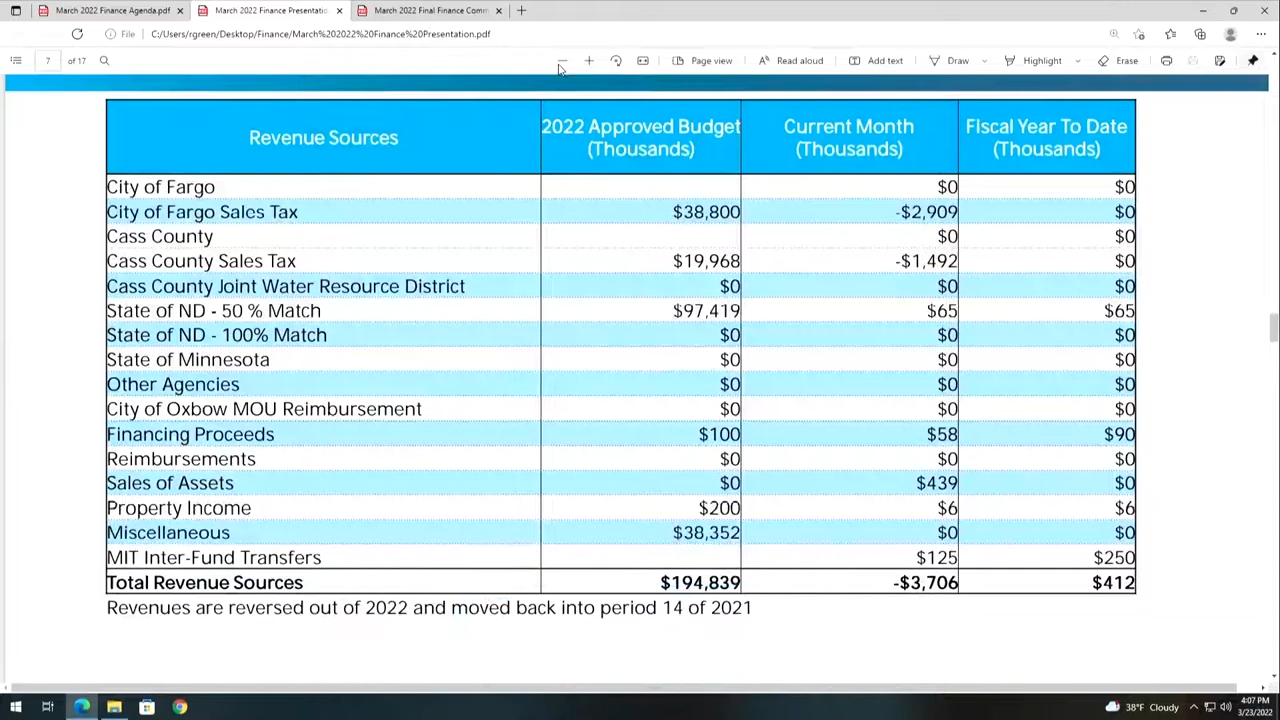 March 2022 Finance Agenda.pdf
March 2022 Finance Presentatio
March 2022 Final Finance Comm
File C:/Users/rgreen/Desktop/Finance/March%202022%20Finance%20Presentation.pdf
7 of 17 Page view Read aloud Add text Draw Highlight Erase
Revenue Sources 2022 Approved Budget (Thousands) Current Month (Thousands) Fiscal Year To Date (Thousands)
City of Fargo $0 $0
City of Fargo Sales Tax $38,800 -$2,909 $0
Cass County $0 $0
Cass County Sales Tax $19,968 -$1,492 $0
Cass County Joint Water Resource District $0 $0 $0
State of ND - 50 % Match $97,419 $65 $65
State of ND - 100% Match $0 $0 $0
State of Minnesota $0 $0 $0
Other Agencies $0 $0 $0
City of Oxbow MOU Reimbursement $0 $0 $0
Financing Proceeds $100 $58 $90
Reimbursements $0 $0 $0
Sales of Assets $0 $439 $0
Property Income $200 $6 $6
Miscellaneous $38,352 $0 $0
MIT Inter-Fund Transfers $125 $250
Total Revenue Sources $194,839 -$3,706 $412
Revenues are reversed out of 2022 and moved back into period 14 of 2021
38°F Cloudy 4:07 PM
3/23/2022